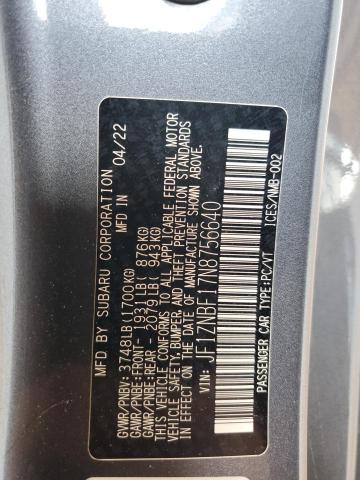 MFD BY SUBARU CORPORATION
MFD IN 04/22
GVWR/PNBV: 3748LB(1700KG)
GAWR/PNBE:FRONT- 1931LB( 876KG)
GAWR/PNBE:REAR - 2079LB( 943KG)
THIS VEHICLE CONFORMS TO ALL APPLICABLE FEDERAL MOTOR
VEHICLE SAFETY, BUMPER, AND THEFT PREVENTION STANDARDS
IN EFFECT ON THE DATE OF MANUFACTURE SHOWN ABOVE.
VIN: JF1ZNBF17N8756640
ICES/NMB-002
PASSENGER CAR TYPE:PC/VT